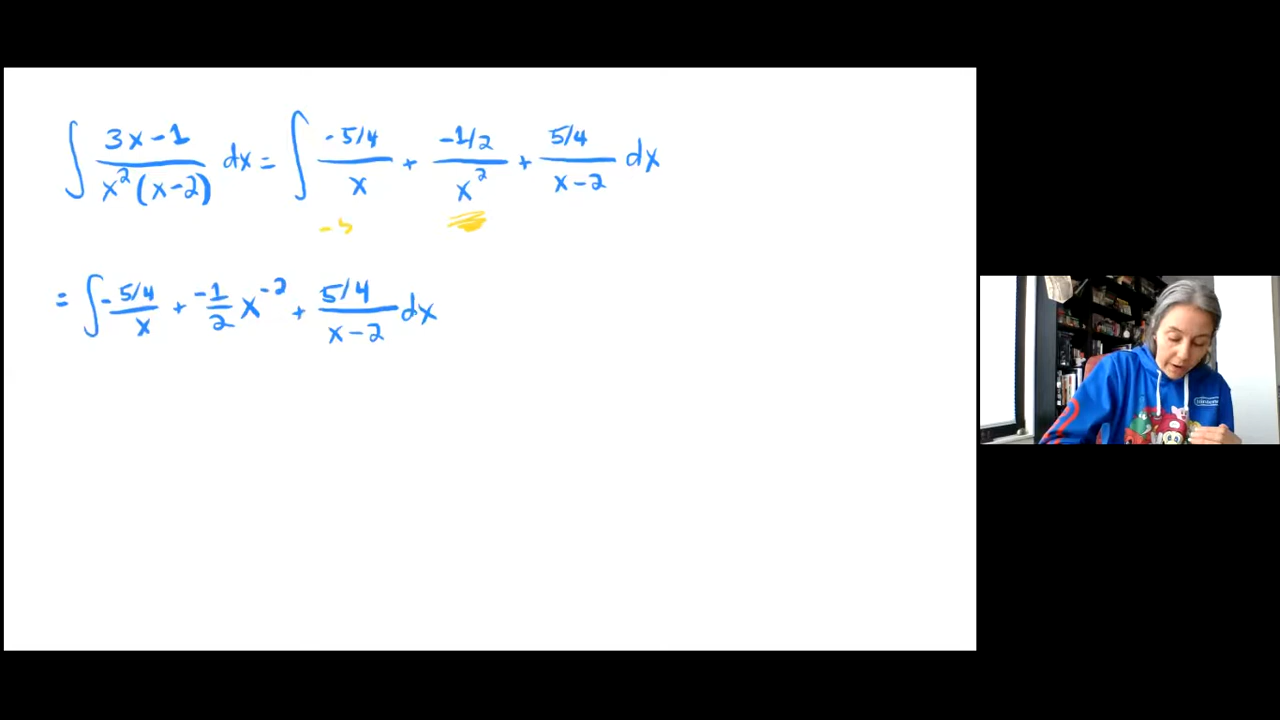 ∫ (3x-1)/(x²(x-2)) dx = ∫ (-5/4)/x + (-1/2)/x² + (5/4)/(x-2) dx
-5
= ∫ (-5/4)/x + (-1/2) x⁻² + (5/4)/(x-2) dx